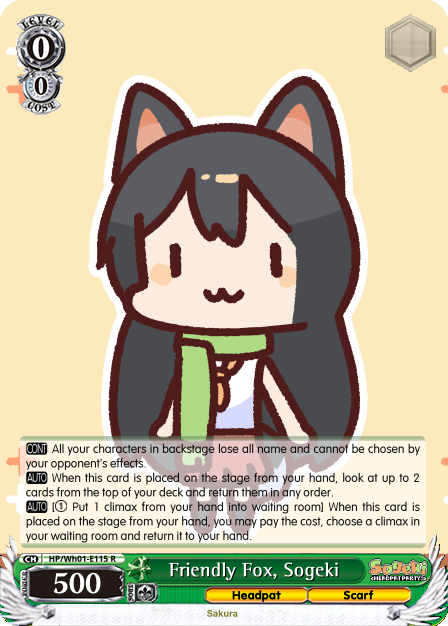 LEVEL
0
0
COST
CONT All your characters in backstage lose all name and cannot be chosen by
your opponent's effects.
AUTO When this card is placed on the stage from your hand, look at up to 2
cards from the top of your deck and return them in any order.
AUTO [① Put 1 climax from your hand into waiting room] When this card is
placed on the stage from your hand, you may pay the cost, choose a climax in
your waiting room and return it to your hand.
CH HP/Wh01-E115 R
POWER 500 SOUL Friendly Fox, Sogeki
Sogeki
HEADPAT PARTY
Headpat Scarf
Sakura